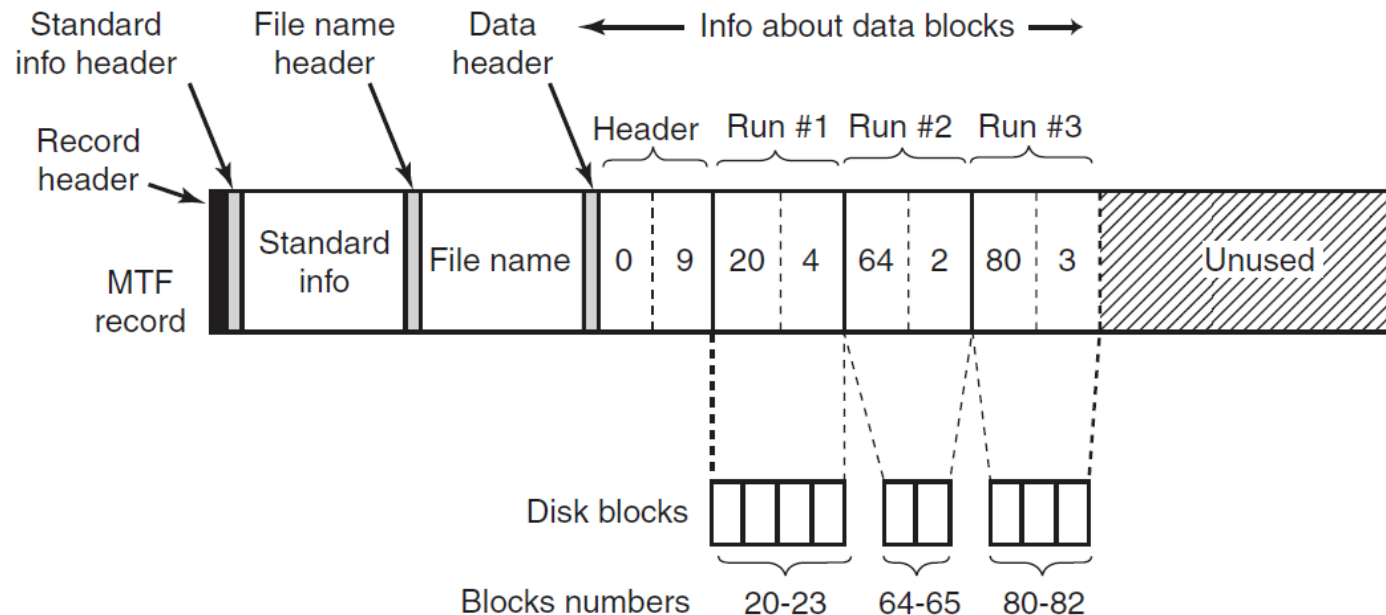 Standard
info header
File name
header
Data
header
Info about data blocks
Record
header
Header
Run #1
Run #2
Run #3
MTF
record
Standard
info
File name
0 9 20 4 64 2 80 3
Unused
Disk blocks
Blocks numbers
20-23
64-65
80-82